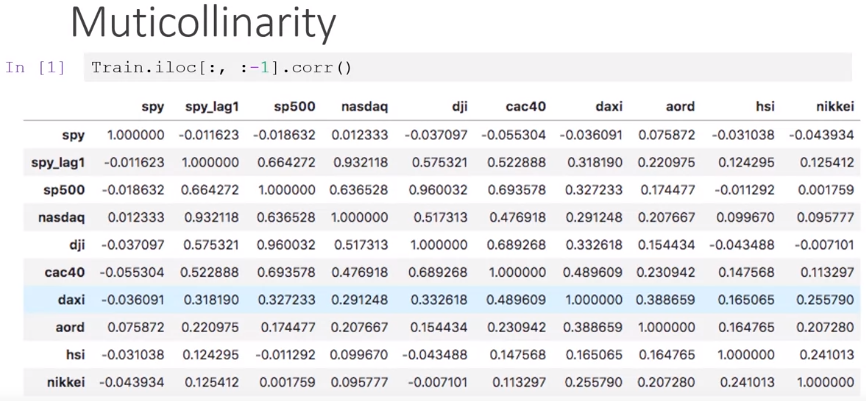 Muticollinarity
In [1] Train.iloc[:, :-1].corr()
spy spy_lag1 sp500 nasdaq dji cac40 daxi aord hsi nikkei
spy 1.000000 -0.011623 -0.018632 0.012333 -0.037097 -0.055304 -0.036091 0.075872 -0.031038 -0.043934
spy_lag1 -0.011623 1.000000 0.664272 0.932118 0.575321 0.522888 0.318190 0.220975 0.124295 0.125412
sp500 -0.018632 0.664272 1.000000 0.636528 0.960032 0.693578 0.327233 0.174477 -0.011292 0.001759
nasdaq 0.012333 0.932118 0.636528 1.000000 0.517313 0.476918 0.291248 0.207667 0.099670 0.095777
dji -0.037097 0.575321 0.960032 0.517313 1.000000 0.689268 0.332618 0.154434 -0.043488 -0.007101
cac40 -0.055304 0.522888 0.693578 0.476918 0.689268 1.000000 0.489609 0.230942 0.147568 0.113297
daxi -0.036091 0.318190 0.327233 0.291248 0.332618 0.489609 1.000000 0.388659 0.165065 0.255790
aord 0.075872 0.220975 0.174477 0.207667 0.154434 0.230942 0.388659 1.000000 0.164765 0.207280
hsi -0.031038 0.124295 -0.011292 0.099670 -0.043488 0.147568 0.165065 0.164765 1.000000 0.241013
nikkei -0.043934 0.125412 0.001759 0.095777 -0.007101 0.113297 0.255790 0.207280 0.241013 1.000000